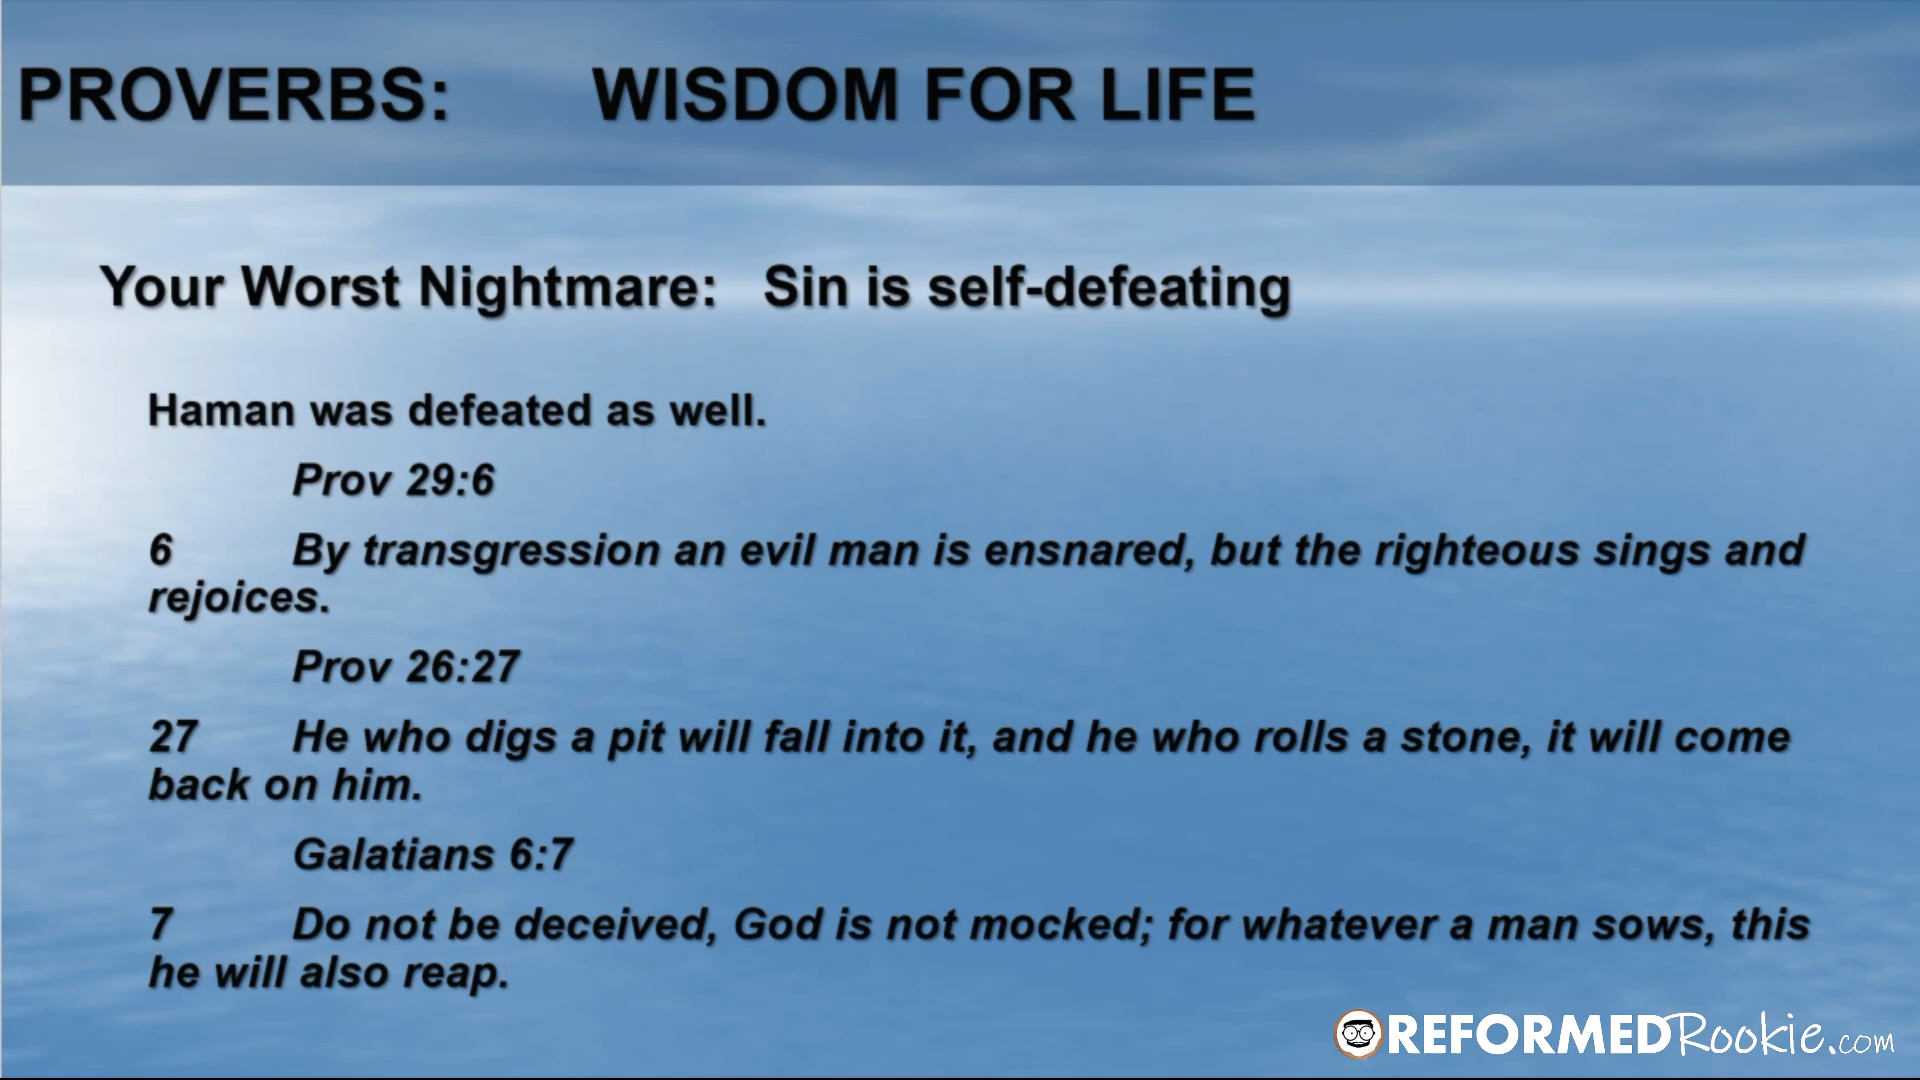 PROVERBS: WISDOM FOR LIFE
Your Worst Nightmare: Sin is self-defeating
Haman was defeated as well.
Prov 29:6
6 By transgression an evil man is ensnared, but the righteous sings and
rejoices.
Prov 26:27
27 He who digs a pit will fall into it, and he who rolls a stone, it will come
back on him.
Galatians 6:7
7 Do not be deceived, God is not mocked; for whatever a man sows, this
he will also reap.
REFORMEDRookie.com